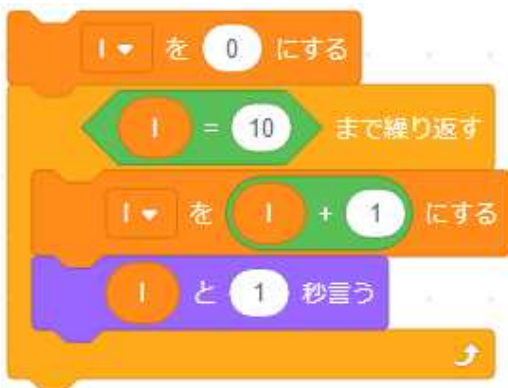 I を 0 にする
I = 10 まで繰り返す
I を I + 1 にする
I と 1 秒言う